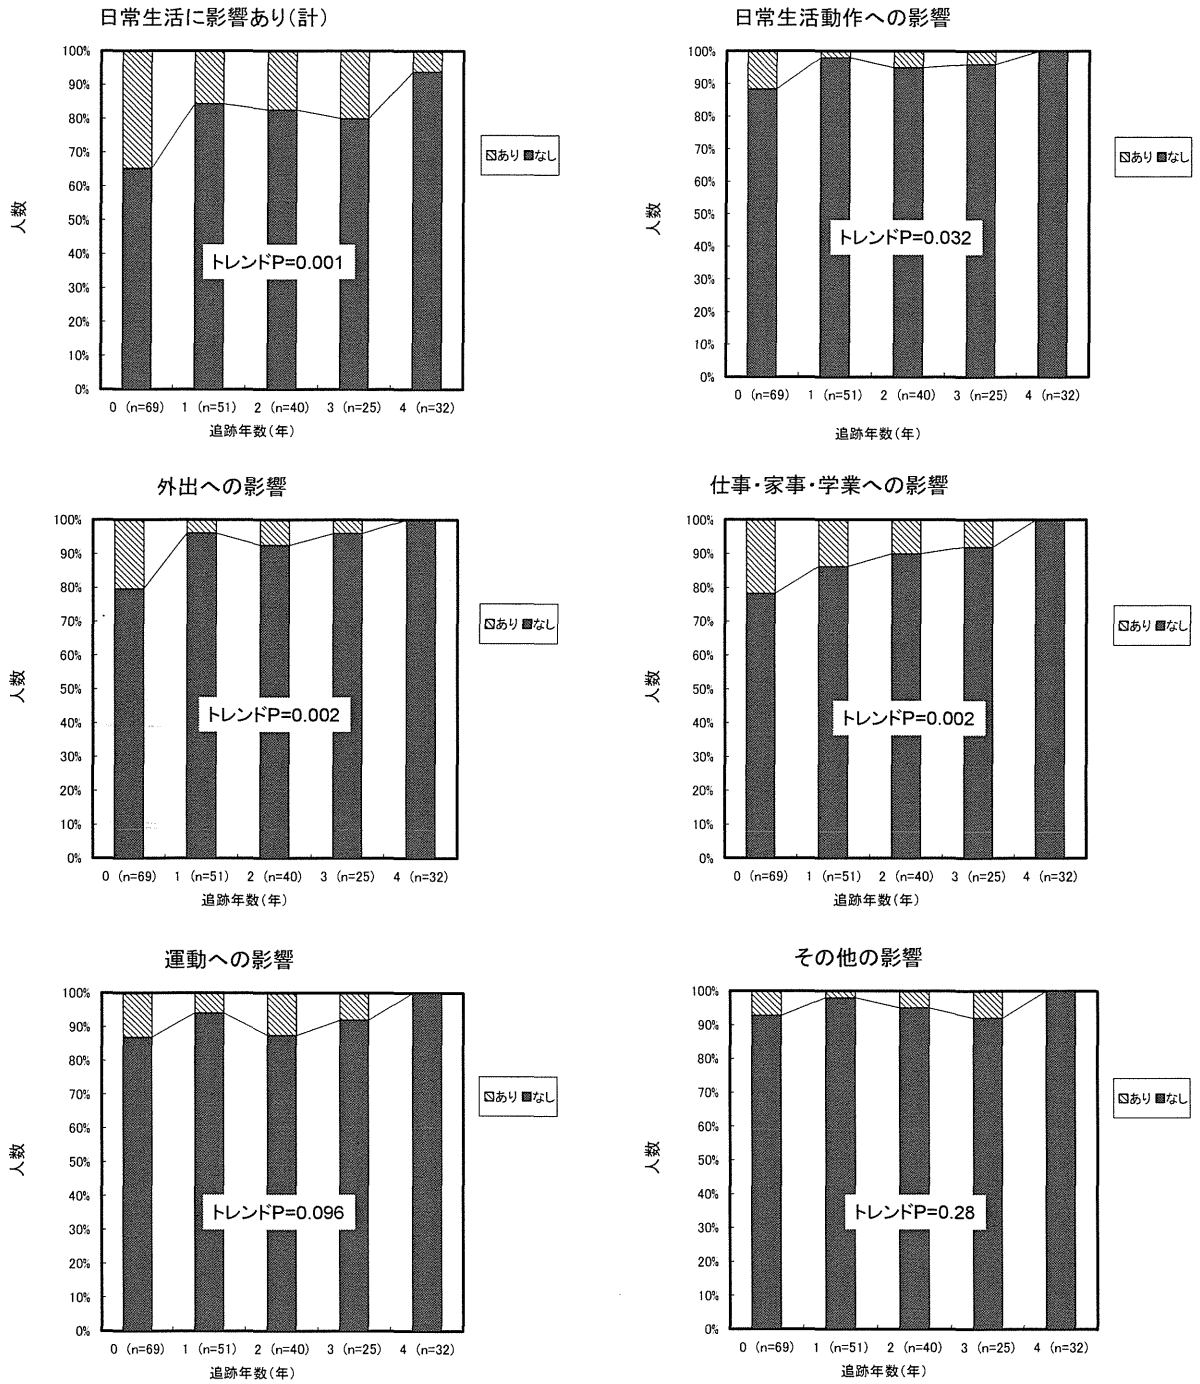 日常生活に影響あり(計)
100%
90%
80%
70%
60%
50%
40%
30%
20%
10%
0%
人数
トレンドP=0.001
あり なし
0 (n=69) 1 (n=51) 2 (n=40) 3 (n=25) 4 (n=32)
追跡年数(年)
日常生活動作への影響
100%
90%
80%
70%
60%
50%
40%
30%
20%
10%
0%
人数
トレンドP=0.032
あり なし
0 (n=69) 1 (n=51) 2 (n=40) 3 (n=25) 4 (n=32)
追跡年数(年)
外出への影響
100%
90%
80%
70%
60%
50%
40%
30%
20%
10%
0%
人数
トレンドP=0.002
あり なし
0 (n=69) 1 (n=51) 2 (n=40) 3 (n=25) 4 (n=32)
追跡年数(年)
仕事・家事・学業への影響
100%
90%
80%
70%
60%
50%
40%
30%
20%
10%
0%
人数
トレンドP=0.002
あり なし
0 (n=69) 1 (n=51) 2 (n=40) 3 (n=25) 4 (n=32)
追跡年数(年)
運動への影響
100%
90%
80%
70%
60%
50%
40%
30%
20%
10%
0%
人数
トレンドP=0.096
あり なし
0 (n=69) 1 (n=51) 2 (n=40) 3 (n=25) 4 (n=32)
追跡年数(年)
その他の影響
100%
90%
80%
70%
60%
50%
40%
30%
20%
10%
0%
人数
トレンドP=0.28
あり なし
0 (n=69) 1 (n=51) 2 (n=40) 3 (n=25) 4 (n=32)
追跡年数(年)